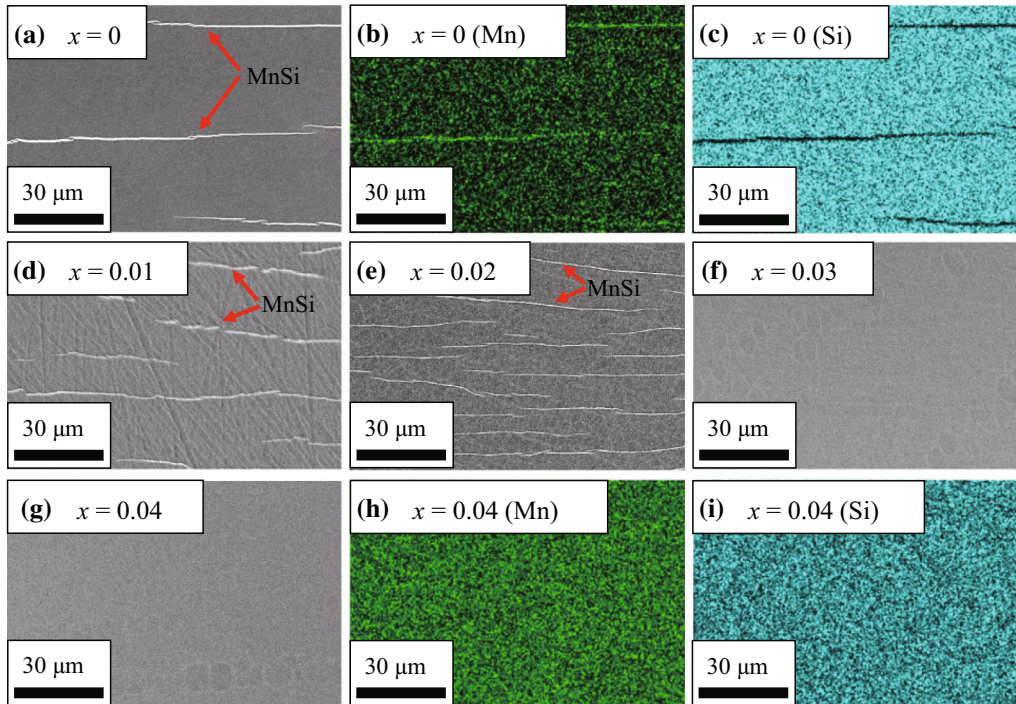 (a) x = 0
MnSi
30 μm
(b) x = 0 (Mn)
30 μm
(c) x = 0 (Si)
30 μm
(d) x = 0.01
MnSi
30 μm
(e) x = 0.02
MnSi
30 μm
(f) x = 0.03
30 μm
(g) x = 0.04
30 μm
(h) x = 0.04 (Mn)
30 μm
(i) x = 0.04 (Si)
30 μm